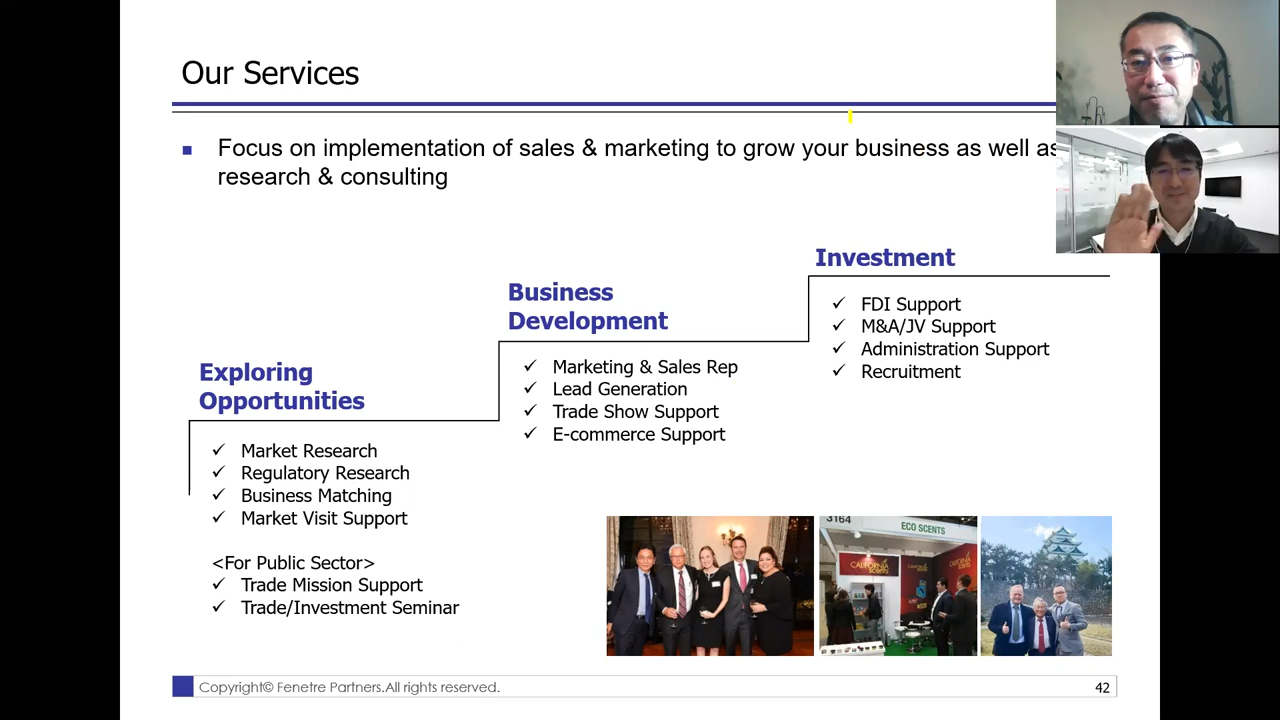 Our Services
Focus on implementation of sales & marketing to grow your business as well as
research & consulting
Investment
FDI Support
M&A/JV Support
Administration Support
Recruitment
Business
Development
Marketing & Sales Rep
Lead Generation
Trade Show Support
E-commerce Support
Exploring
Opportunities
Market Research
Regulatory Research
Business Matching
Market Visit Support
<For Public Sector>
Trade Mission Support
Trade/Investment Seminar
3164
ECO SCENTS
CALIFORNIA
Scents
Copyright© Fenetre Partners.All rights reserved.
42